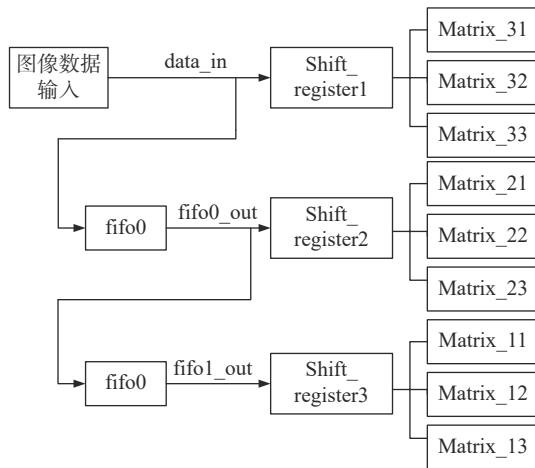 图像数据
输入
data_in
Shift_
register1
Matrix_31
Matrix_32
Matrix_33
fifo0
fifo0_out
Shift_
register2
Matrix_21
Matrix_22
Matrix_23
fifo0
fifo1_out
Shift_
register3
Matrix_11
Matrix_12
Matrix_13